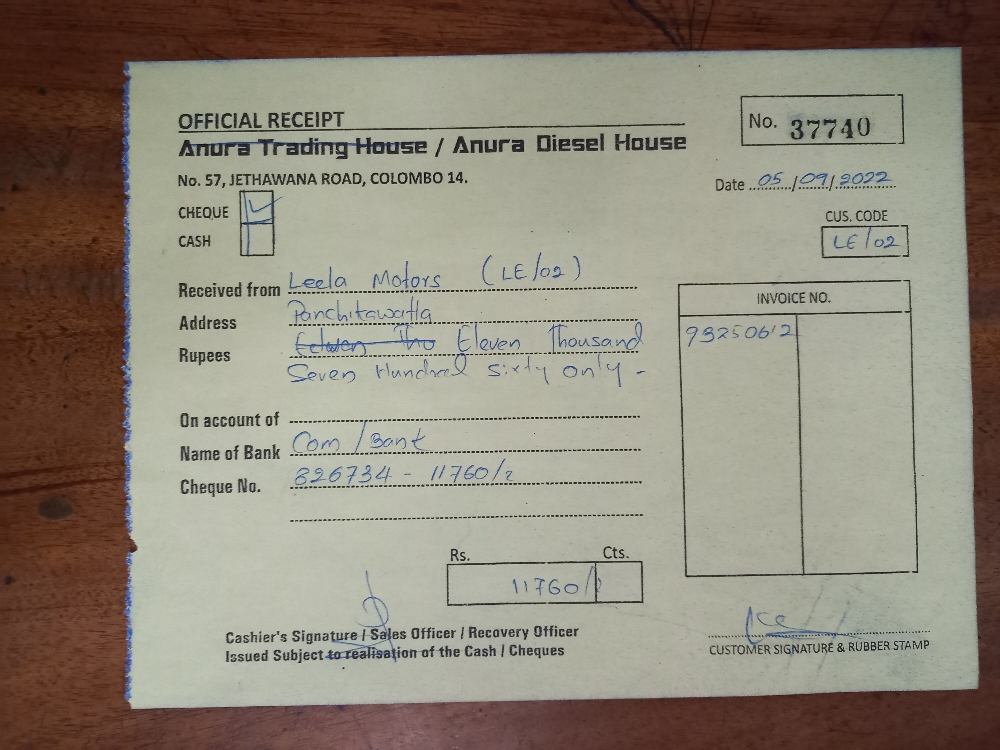 OFFICIAL RECEIPT
No. 37740
Anura Trading House / Anura Diesel House
No. 57, JETHAWANA ROAD, COLOMBO 14.
Date 05/09/2022
CHEQUE
CASH
CUS. CODE
LE/02
Received from Leela Motors (LE/02)
Address Panchikawatta
Rupees Eleven Thousand
Seven Hundred sixty only -
INVOICE NO.
93250612
On account of
Name of Bank Com / Bank
Cheque No. 826734 - 11760/2
Rs. Cts.
11760/
Cashier's Signature / Sales Officer / Recovery Officer
Issued Subject to realisation of the Cash / Cheques
CUSTOMER SIGNATURE & RUBBER STAMP